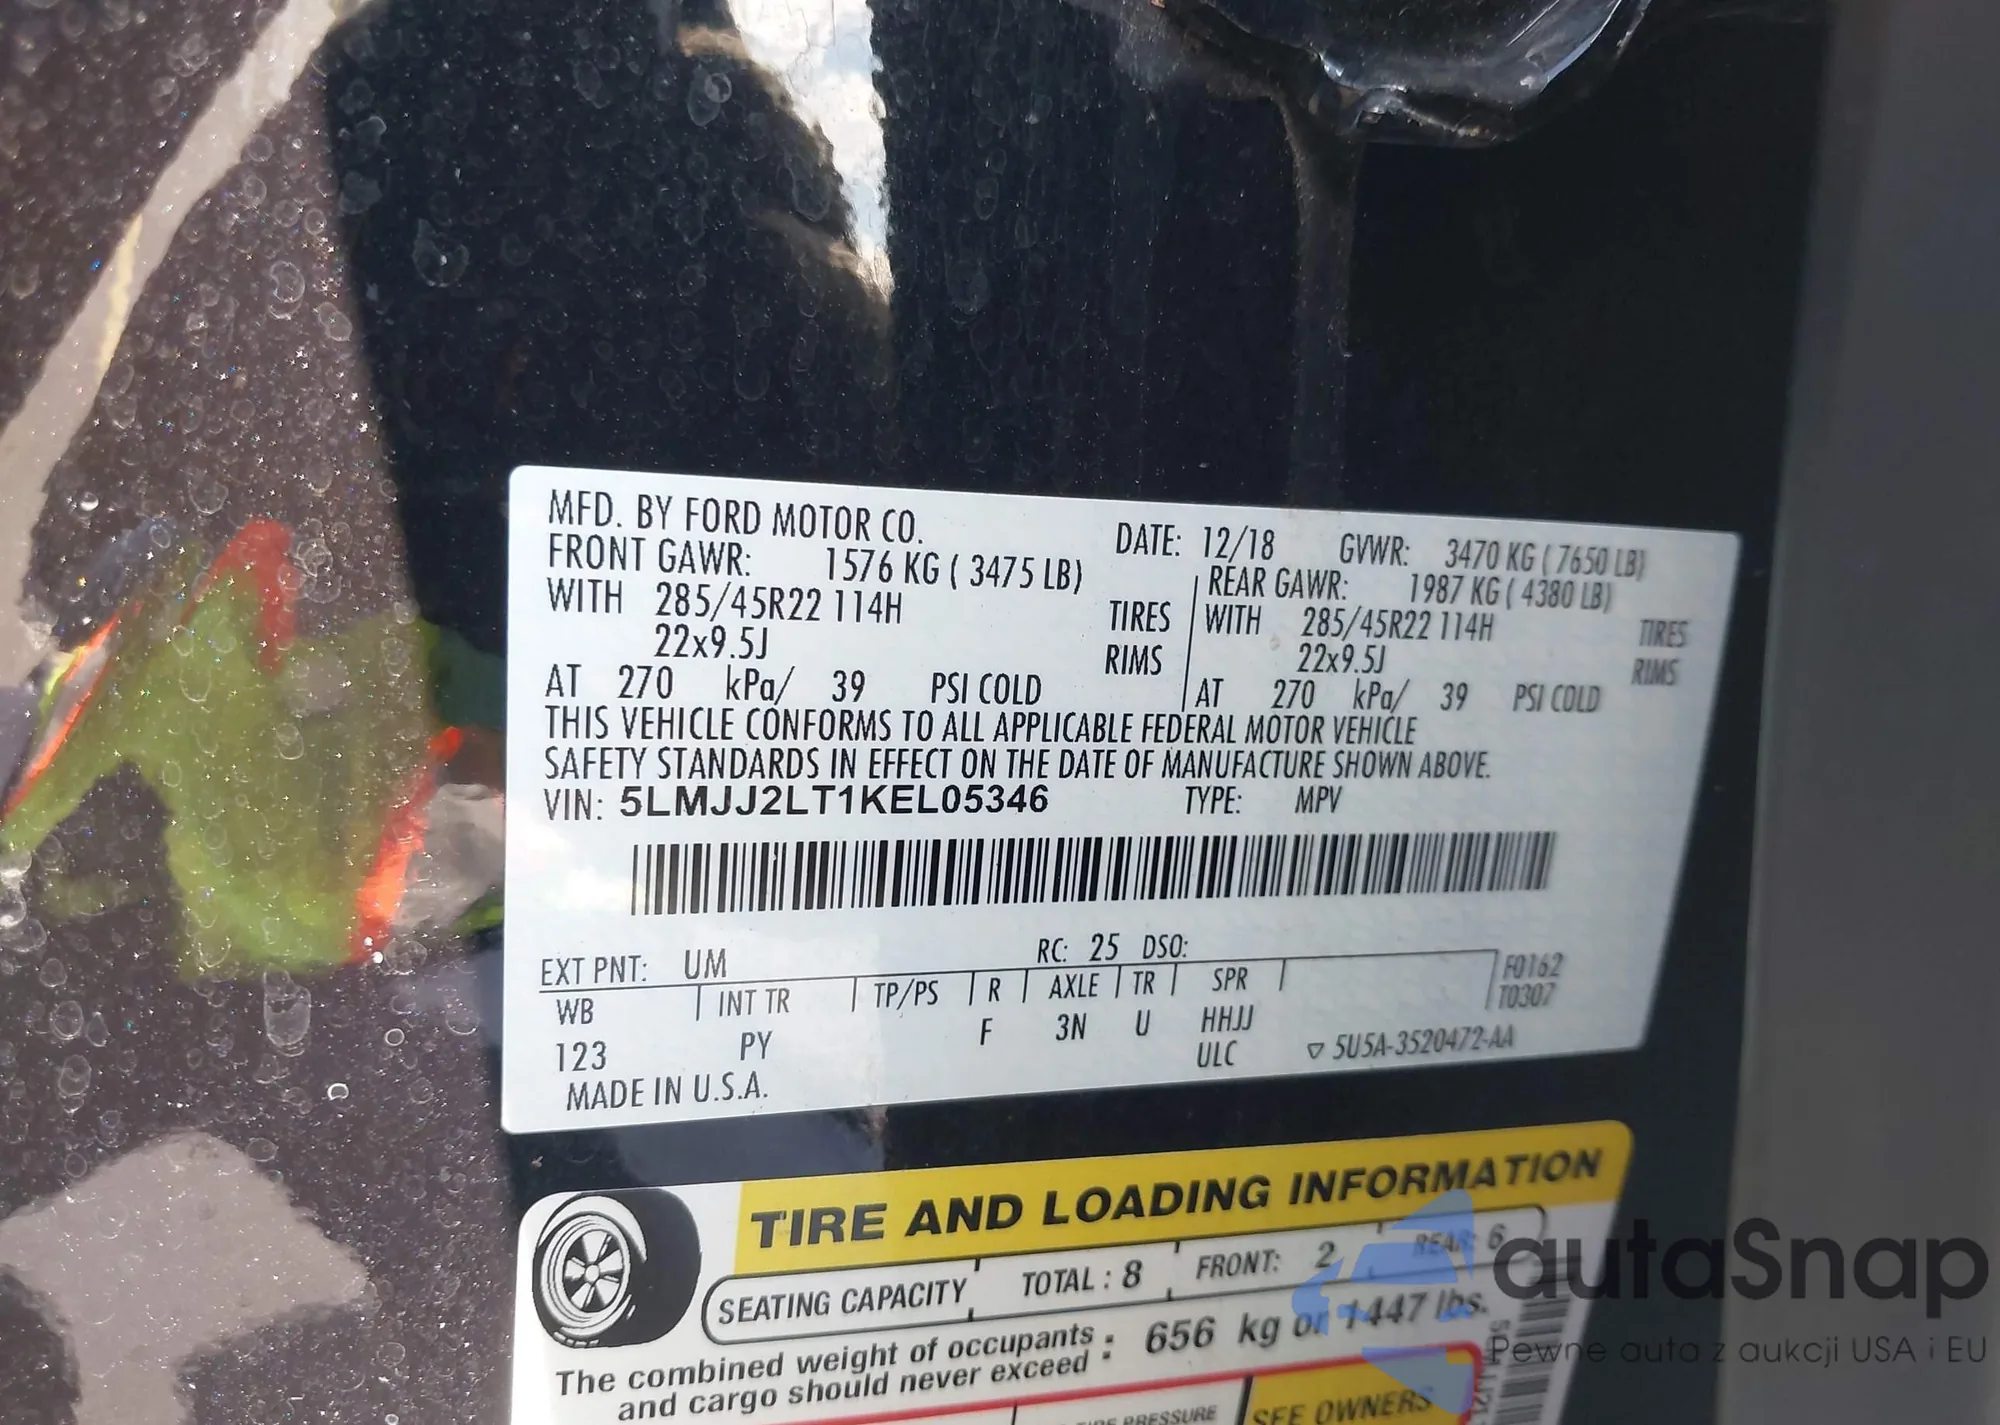 MFD. BY FORD MOTOR CO.
DATE: 12/18 GVWR: 3470 KG ( 7650 LB)
FRONT GAWR: 1576 KG ( 3475 LB)
REAR GAWR: 1987 KG ( 4380 LB)
WITH 285/45R22 114H TIRES
WITH 285/45R22 114H TIRES
22x9.5J RIMS
22x9.5J RIMS
AT 270 kPa/ 39 PSI COLD
AT 270 kPa/ 39 PSI COLD
THIS VEHICLE CONFORMS TO ALL APPLICABLE FEDERAL MOTOR VEHICLE
SAFETY STANDARDS IN EFFECT ON THE DATE OF MANUFACTURE SHOWN ABOVE.
VIN: 5LMJJ2LT1KEL05346 TYPE: MPV
EXT PNT: UM RC: 25 DSO:
WB INT TR TP/PS R AXLE TR SPR
F0162
T0307
123 PY F 3N U HHJJ
ULC
▽ 5U5A-3520472-AA
MADE IN U.S.A.
TIRE AND LOADING INFORMATION
SEATING CAPACITY TOTAL : 8 FRONT: 2 REAR: 6
The combined weight of occupants : 656 kg or 1447 lbs.
and cargo should never exceed
PRESSURE
SEE OWNERS
autaSnap
Pewne auta z aukcji USA i EU